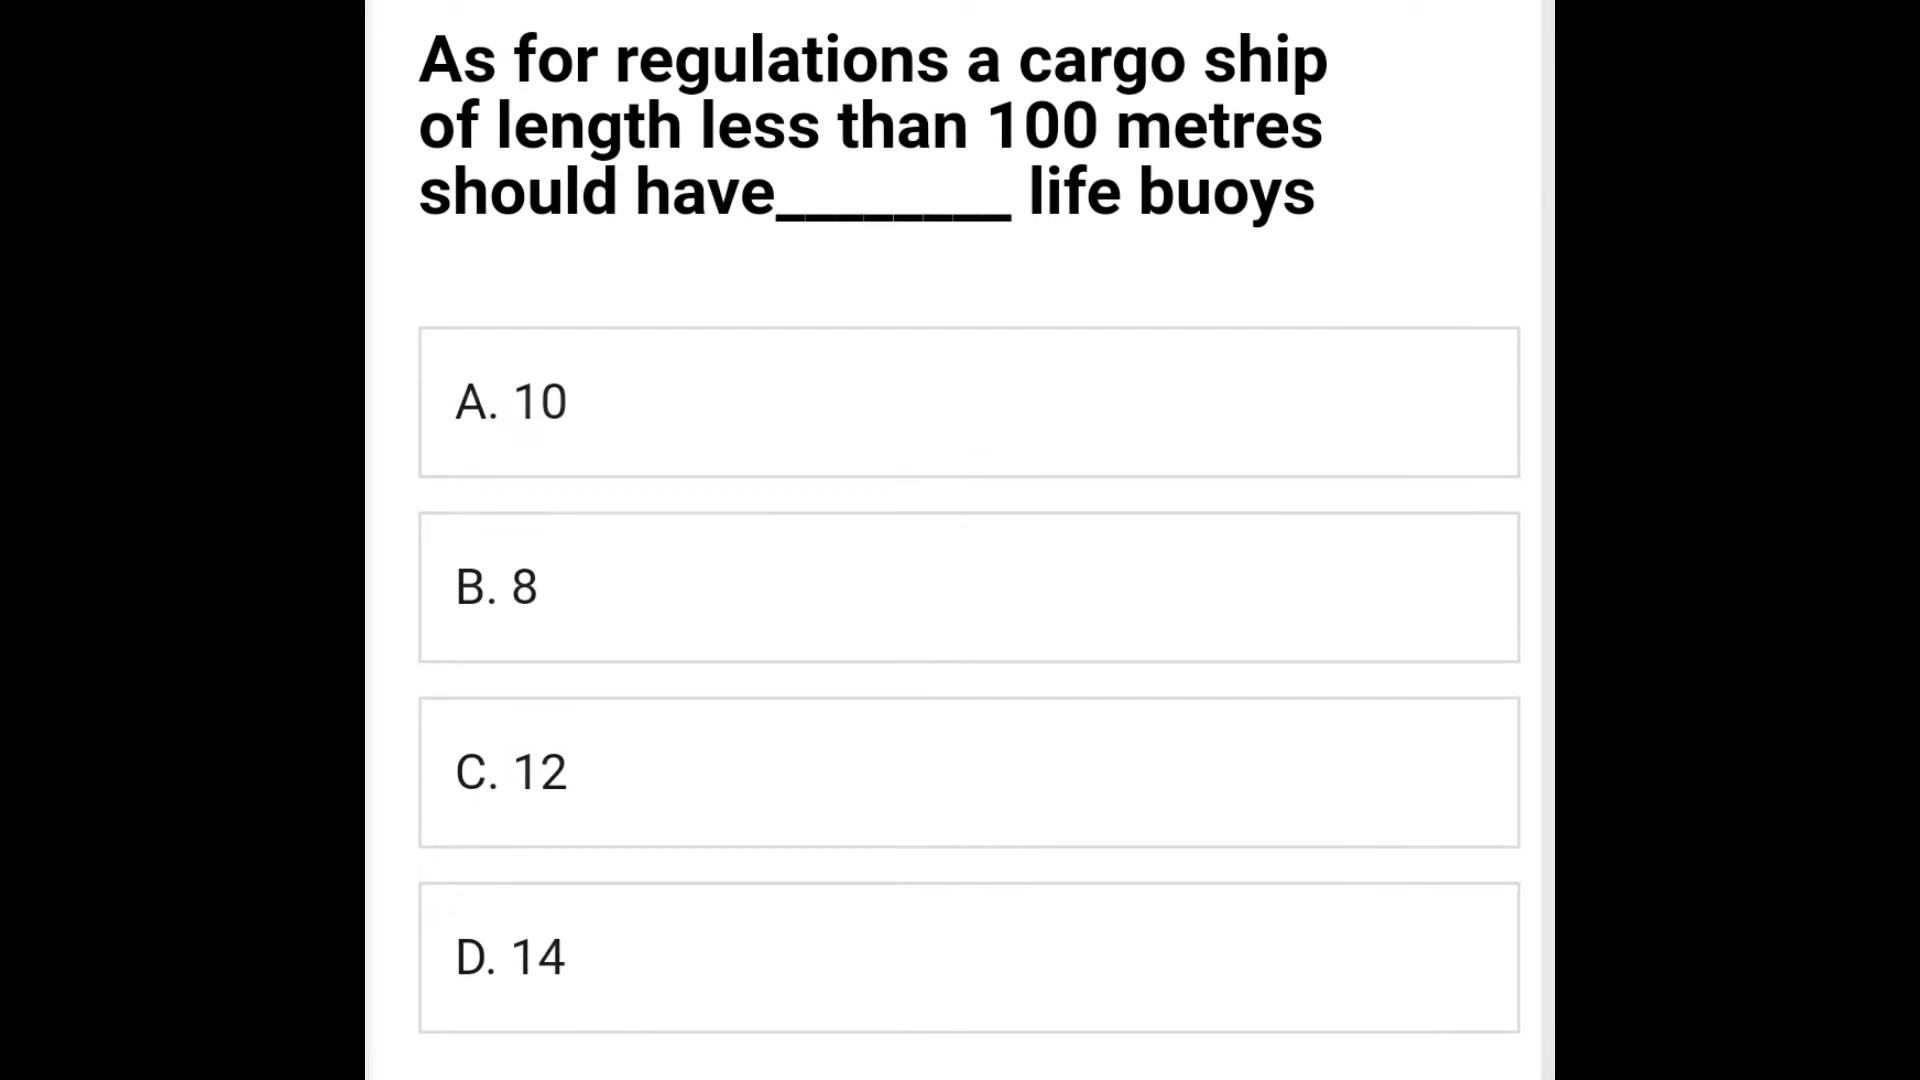 As for regulations a cargo ship
of length less than 100 metres
should have________ life buoys
A. 10
B. 8
C. 12
D. 14